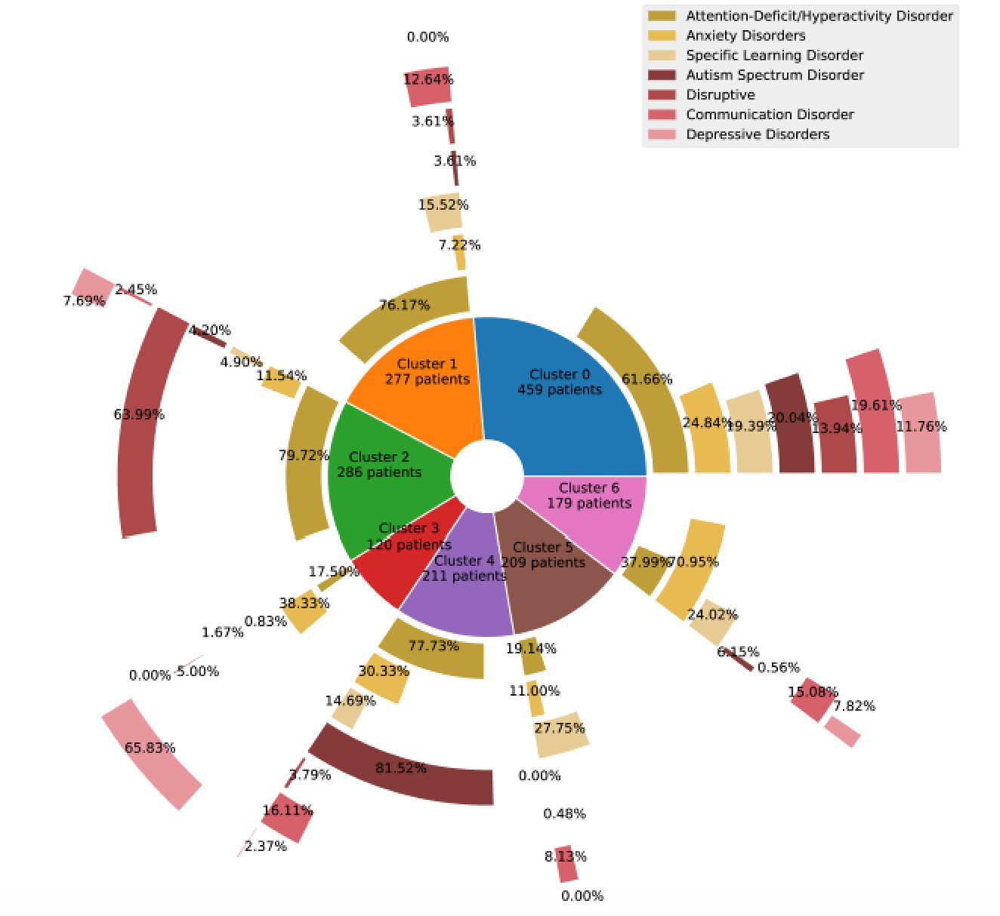 Attention-Deficit/Hyperactivity Disorder
Anxiety Disorders
Specific Learning Disorder
Autism Spectrum Disorder
Disruptive
Communication Disorder
Depressive Disorders
0.00%
12.64%
3.61%
3.61%
15.52%
7.22%
76.17%
Cluster 1
277 patients
Cluster 0
459 patients
61.66%
24.84%
19.39%
20.04%
13.94%
19.61%
11.76%
7.69%
2.45%
63.99%
4.20%
4.90%
11.54%
79.72%
Cluster 2
286 patients
Cluster 3
120 patients
17.50%
38.33%
0.83%
1.67%
0.00%
5.00%
65.83%
Cluster 4
211 patients
77.73%
30.33%
14.69%
81.52%
3.79%
16.11%
2.37%
Cluster 5
209 patients
19.14%
11.00%
27.75%
0.00%
0.48%
8.13%
0.00%
Cluster 6
179 patients
37.99%
70.95%
24.02%
6.15%
0.56%
15.08%
7.82%